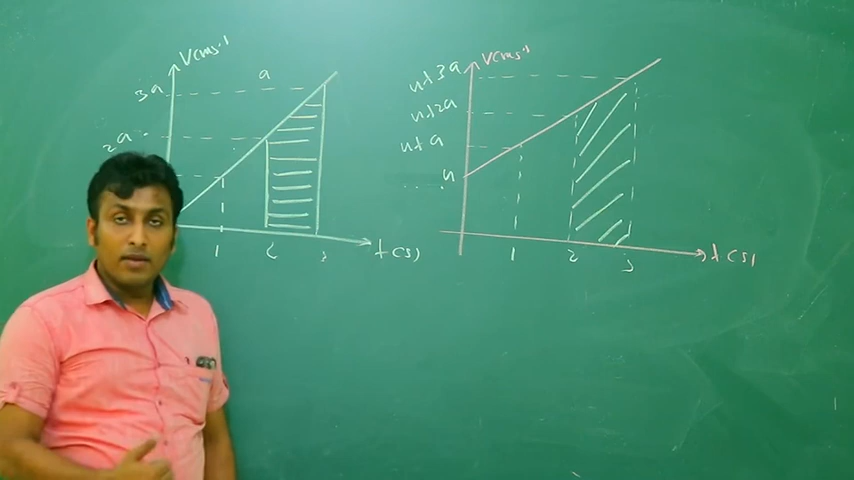 V(ms⁻¹)
3a
a
2a
1
2
3
t(s)
V(ms⁻¹)
u+3a
u+2a
u+a
u
1
2
3
t(s)